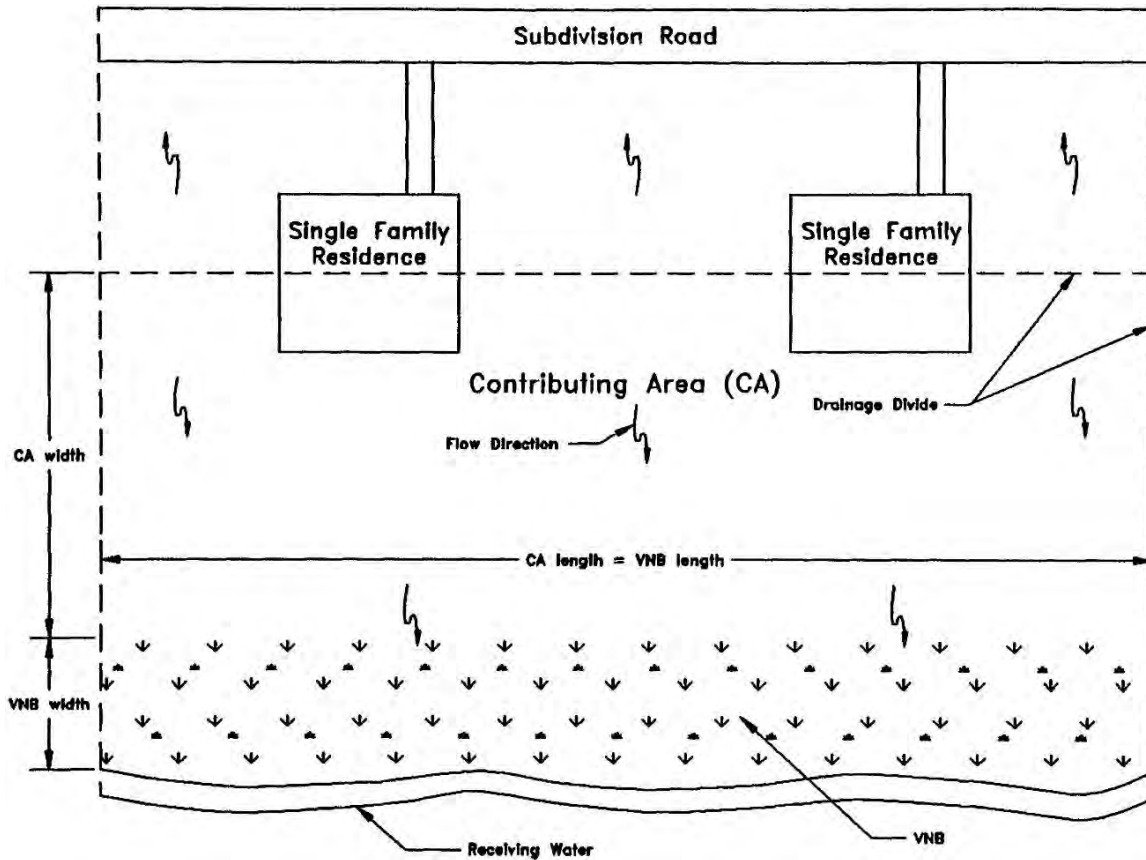 Subdivision Road
Single Family
Residence
Single Family
Residence
Contributing Area (CA)
Drainage Divide
Flow Direction
CA width
CA length = VNB length
VNB width
VNB
Receiving Water